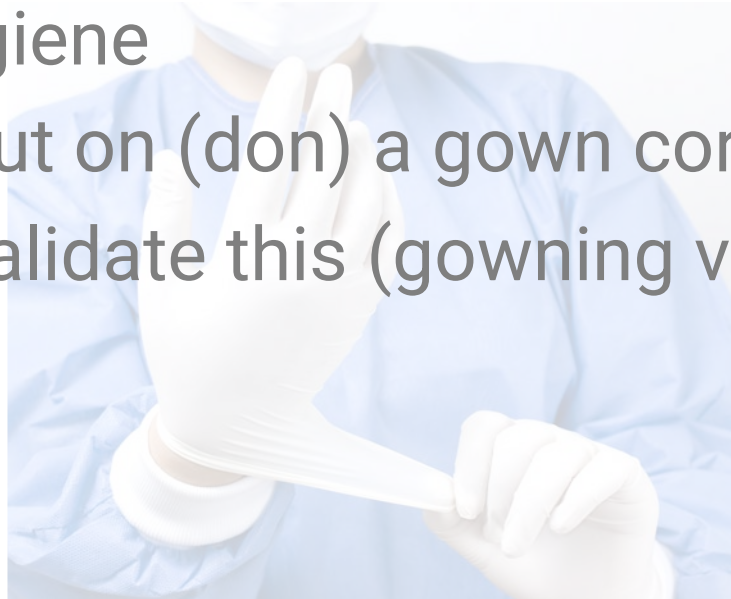 giene
ut on (don) a gown cor
alidate this (gowning v